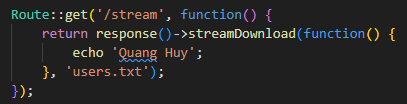 Route::get('/stream', function() {
    return response()->streamDownload(function() {
        echo 'Quang Huy';
    }, 'users.txt');
});